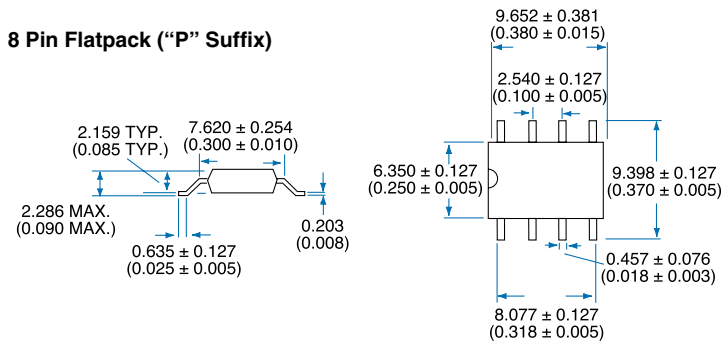 8 Pin Flatpack (“P” Suffix)
9.652 ± 0.381
(0.380 ± 0.015)
2.540 ± 0.127
(0.100 ± 0.005)
2.159 TYP.
(0.085 TYP.)
7.620 ± 0.254
(0.300 ± 0.010)
6.350 ± 0.127
(0.250 ± 0.005)
9.398 ± 0.127
(0.370 ± 0.005)
2.286 MAX.
(0.090 MAX.)
0.203
(0.008)
0.635 ± 0.127
(0.025 ± 0.005)
0.457 ± 0.076
(0.018 ± 0.003)
8.077 ± 0.127
(0.318 ± 0.005)